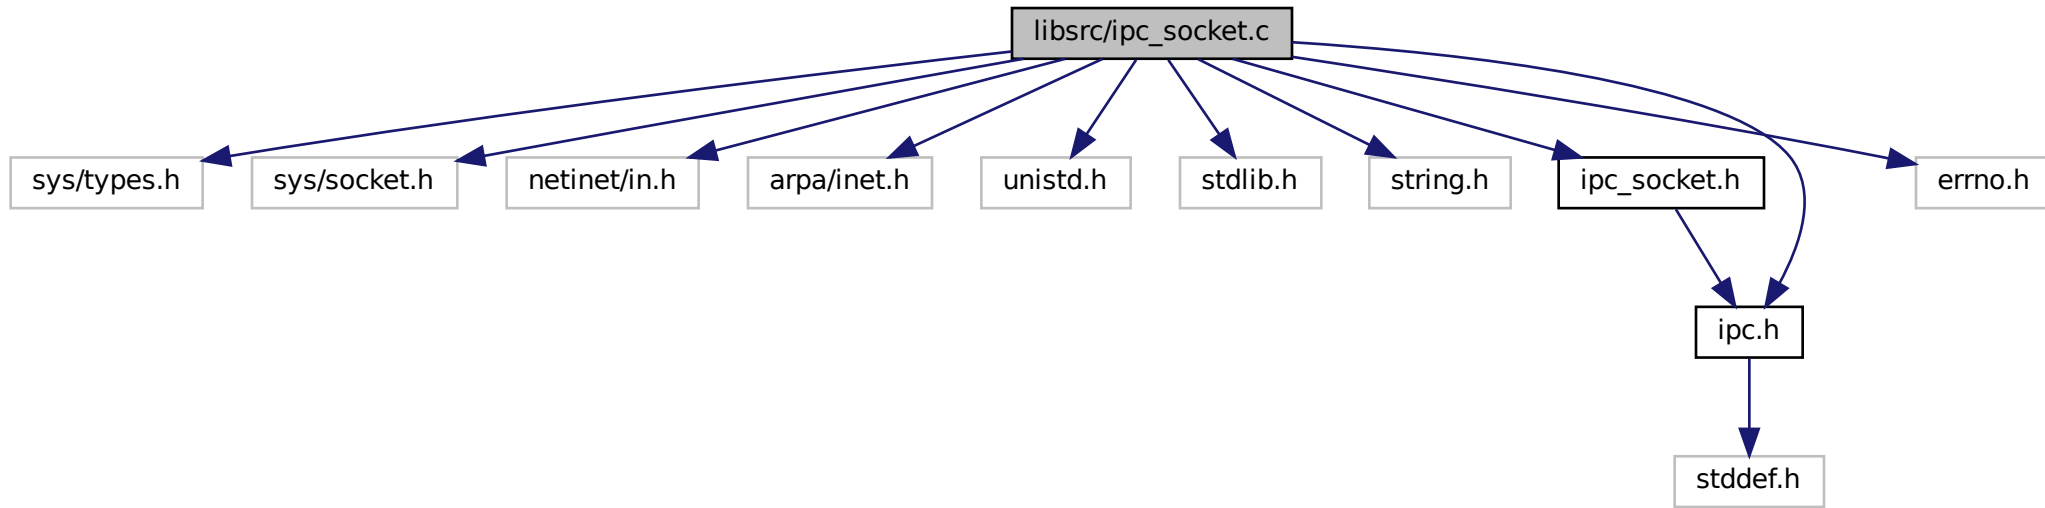 libsrc/ipc_socket.c
sys/types.h
sys/socket.h
netinet/in.h
arpa/inet.h
unistd.h
stdlib.h
string.h
ipc_socket.h
errno.h
ipc.h
stddef.h